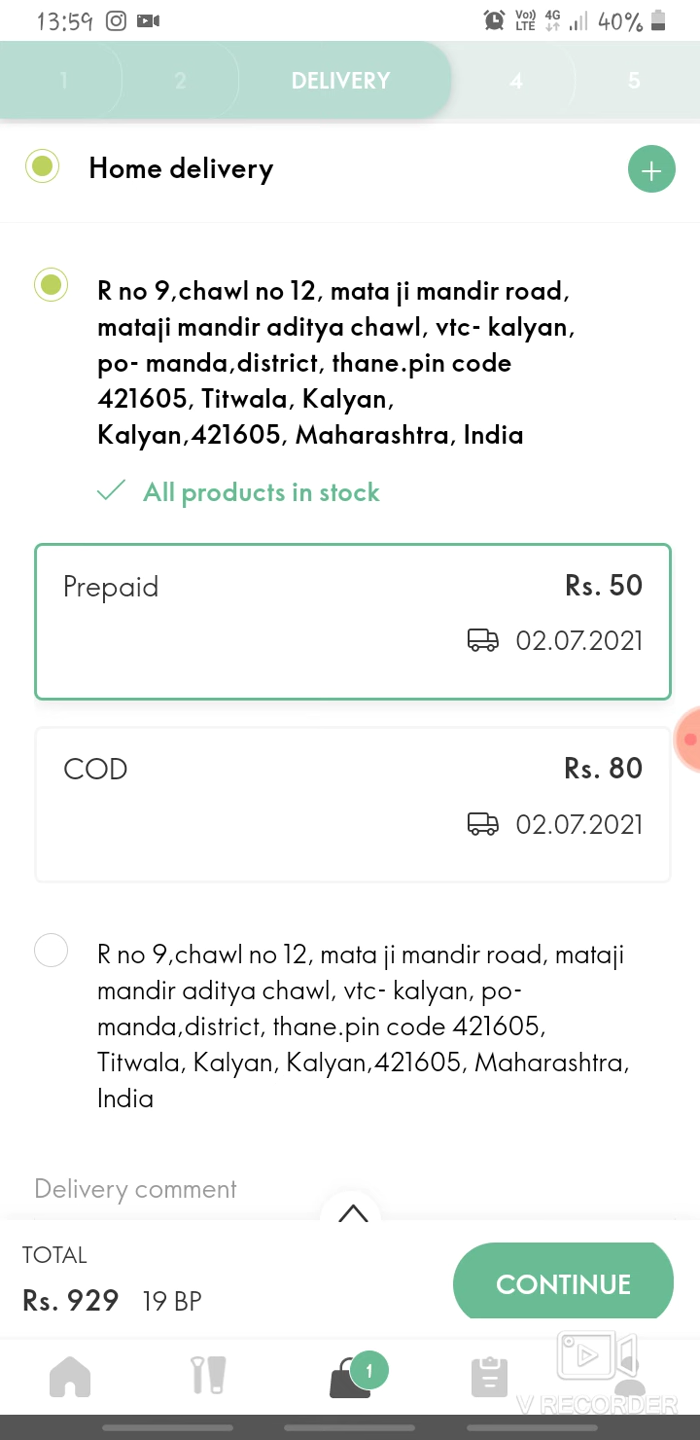 13:59 Vo)) LTE 4G 40%
1 2 DELIVERY 4 5
Home delivery
R no 9,chawl no 12, mata ji mandir road,
mataji mandir aditya chawl, vtc- kalyan,
po- manda,district, thane.pin code
421605, Titwala, Kalyan,
Kalyan,421605, Maharashtra, India
All products in stock
Prepaid Rs. 50
02.07.2021
COD Rs. 80
02.07.2021
R no 9,chawl no 12, mata ji mandir road, mataji
mandir aditya chawl, vtc- kalyan, po-
manda,district, thane.pin code 421605,
Titwala, Kalyan, Kalyan,421605, Maharashtra,
India
Delivery comment
TOTAL
Rs. 929 19 BP
CONTINUE
1
V RECORDER